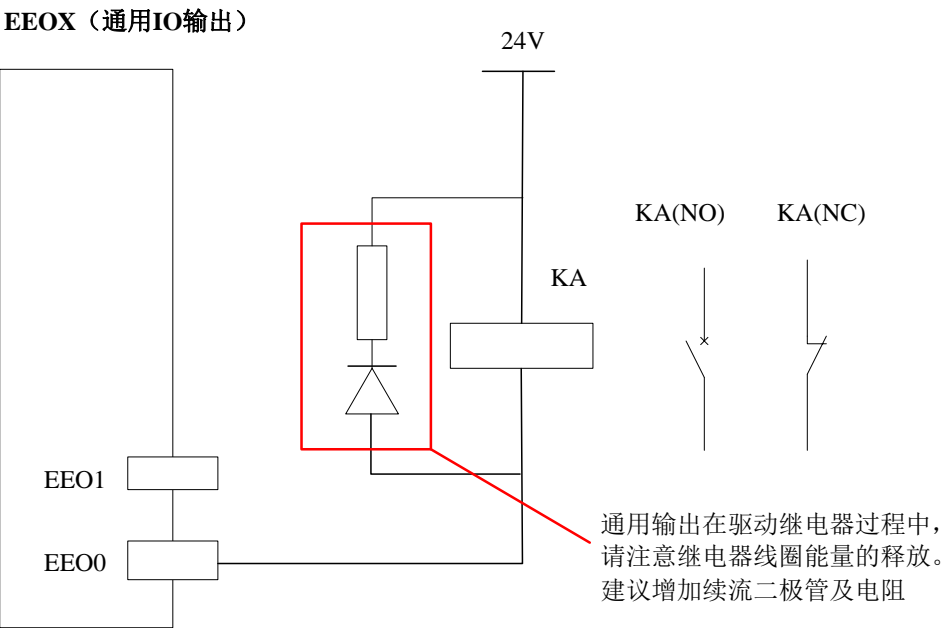 EEOX（通用IO输出）
24V
KA(NO)
KA(NC)
KA
EEO1
EEO0
通用输出在驱动继电器过程中，
请注意继电器线圈能量的释放。
建议增加续流二极管及电阻